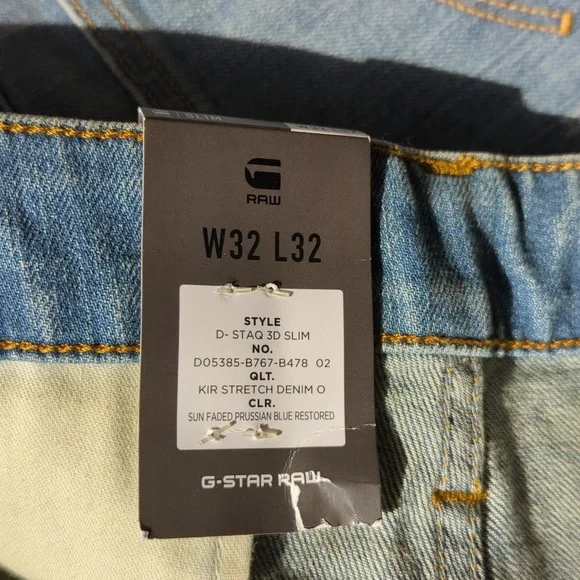 SLIM
RAW
W32 L32
STYLE
D- STAQ 3D SLIM
NO.
D05385-B767-B478 02
QLT.
KIR STRETCH DENIM O
CLR.
SUN FADED PRUSSIAN BLUE RESTORED
G-STAR RAW